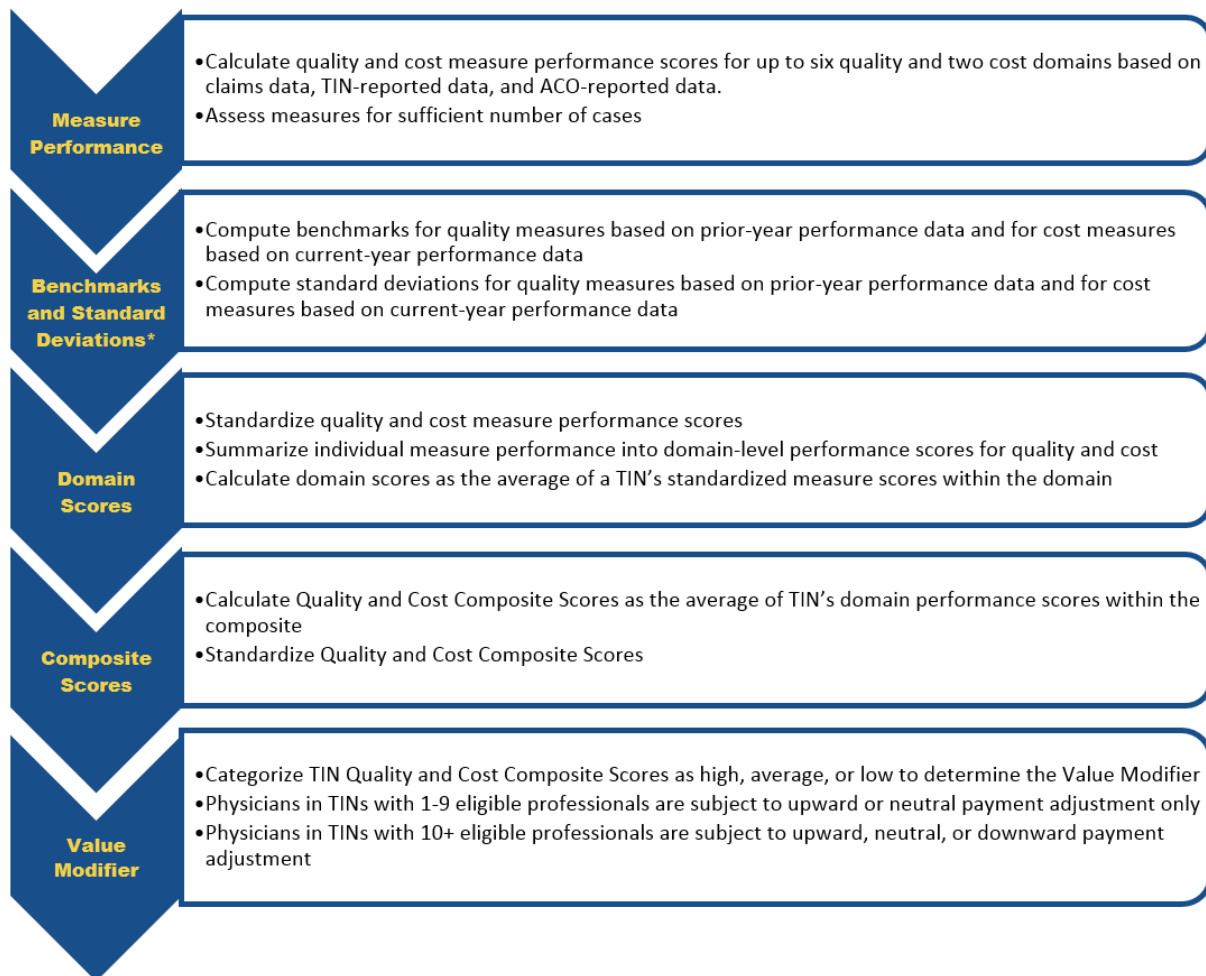 Measure
Performance
•Calculate quality and cost measure performance scores for up to six quality and two cost domains based on
claims data, TIN-reported data, and ACO-reported data.
•Assess measures for sufficient number of cases
Benchmarks
and Standard
Deviations*
•Compute benchmarks for quality measures based on prior-year performance data and for cost measures
based on current-year performance data
•Compute standard deviations for quality measures based on prior-year performance data and for cost
measures based on current-year performance data
Domain
Scores
•Standardize quality and cost measure performance scores
•Summarize individual measure performance into domain-level performance scores for quality and cost
•Calculate domain scores as the average of a TIN’s standardized measure scores within the domain
Composite
Scores
•Calculate Quality and Cost Composite Scores as the average of TIN’s domain performance scores within the
composite
•Standardize Quality and Cost Composite Scores
Value
Modifier
•Categorize TIN Quality and Cost Composite Scores as high, average, or low to determine the Value Modifier
•Physicians in TINs with 1-9 eligible professionals are subject to upward or neutral payment adjustment only
•Physicians in TINs with 10+ eligible professionals are subject to upward, neutral, or downward payment
adjustment